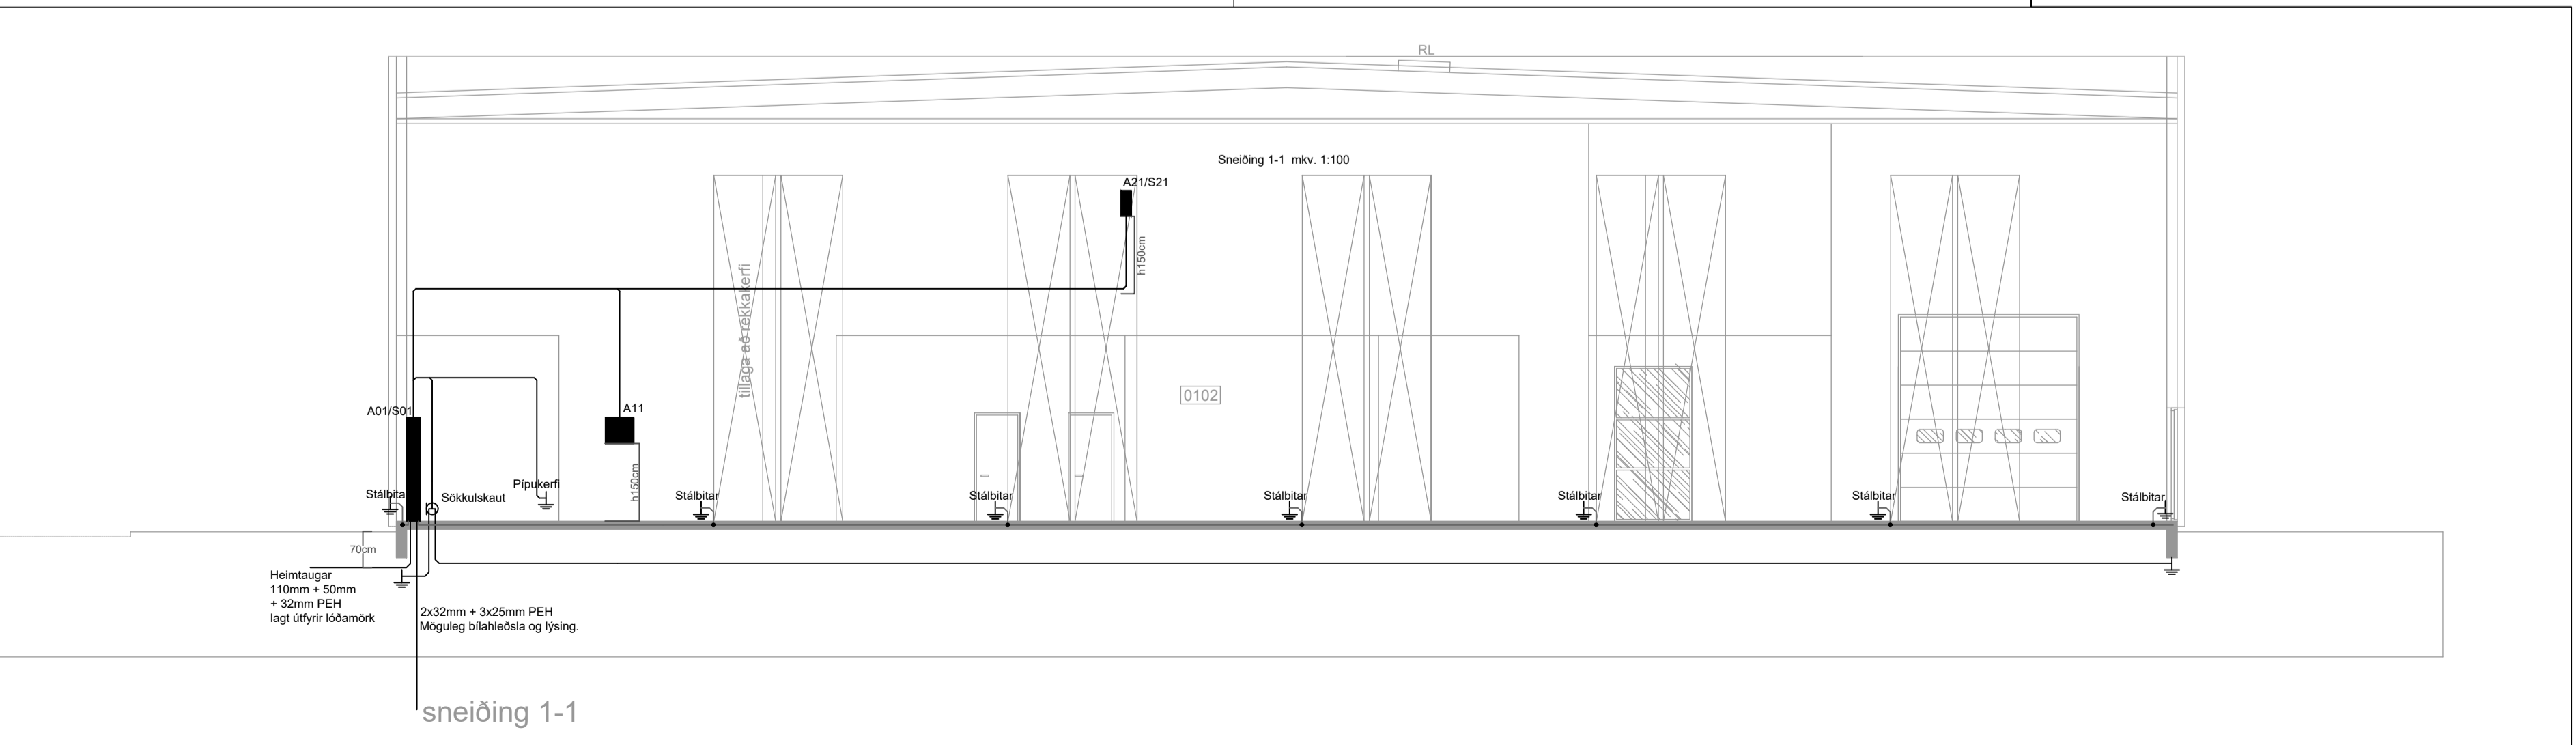 RL
Sneiðing 1-1 mkv. 1:100
A21/S21
h150cm
tillaga að rekkakerfi
0102
A01/S01
A11
h150cm
Stálbitar
Sökkulskaut
Pípukerfi
Stálbitar
Stálbitar
Stálbitar
Stálbitar
Stálbitar
Stálbitar
70cm
Heimtaugar
110mm + 50mm
+ 32mm PEH
lagt útfyrir lóðamörk
2x32mm + 3x25mm PEH
Möguleg bílahleðsla og lýsing.
sneiðing 1-1